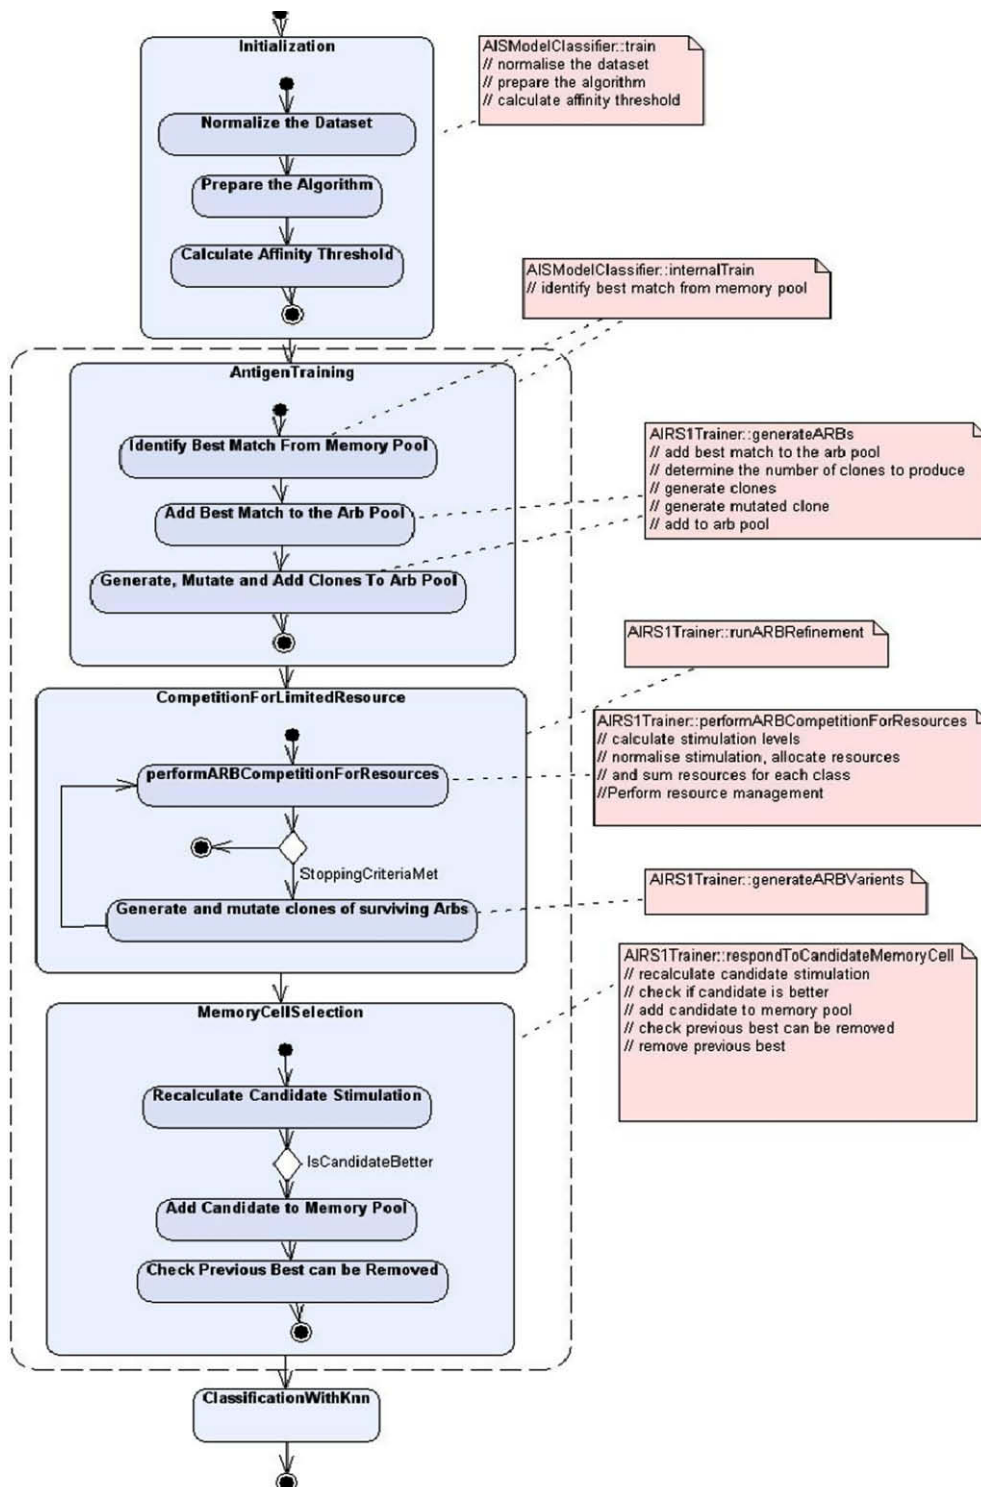 Initialization
AISModelClassifier::train
// normalise the dataset
// prepare the algorithm
// calculate affinity threshold
Normalize the Dataset
Prepare the Algorithm
Calculate Affinity Threshold
AISModelClassifier::internalTrain
// identify best match from memory pool
AntigenTraining
Identify Best Match From Memory Pool
AIRS1Trainer::generateARBs
// add best match to the arb pool
// determine the number of clones to produce
// generate clones
// generate mutated clone
// add to arb pool
Add Best Match to the Arb Pool
Generate, Mutate and Add Clones To Arb Pool
AIRS1Trainer::runARBRefinement
CompetitionForLimitedResource
AIRS1Trainer::performARBCompetitionForResources
// calculate stimulation levels
// normalise stimulation, allocate resources
// and sum resources for each class
//Perform resource management
performARBCompetitionForResources
StoppingCriteriaMet
AIRS1Trainer::generateARBVarients
Generate and mutate clones of surviving Arbs
AIRS1Trainer::respondToCandidateMemoryCell
// recalculate candidate stimulation
// check if candidate is better
// add candidate to memory pool
// check previous best can be removed
// remove previous best
MemoryCellSelection
Recalculate Candidate Stimulation
IsCandidateBetter
Add Candidate to Memory Pool
Check Previous Best can be Removed
ClassificationWithKnn